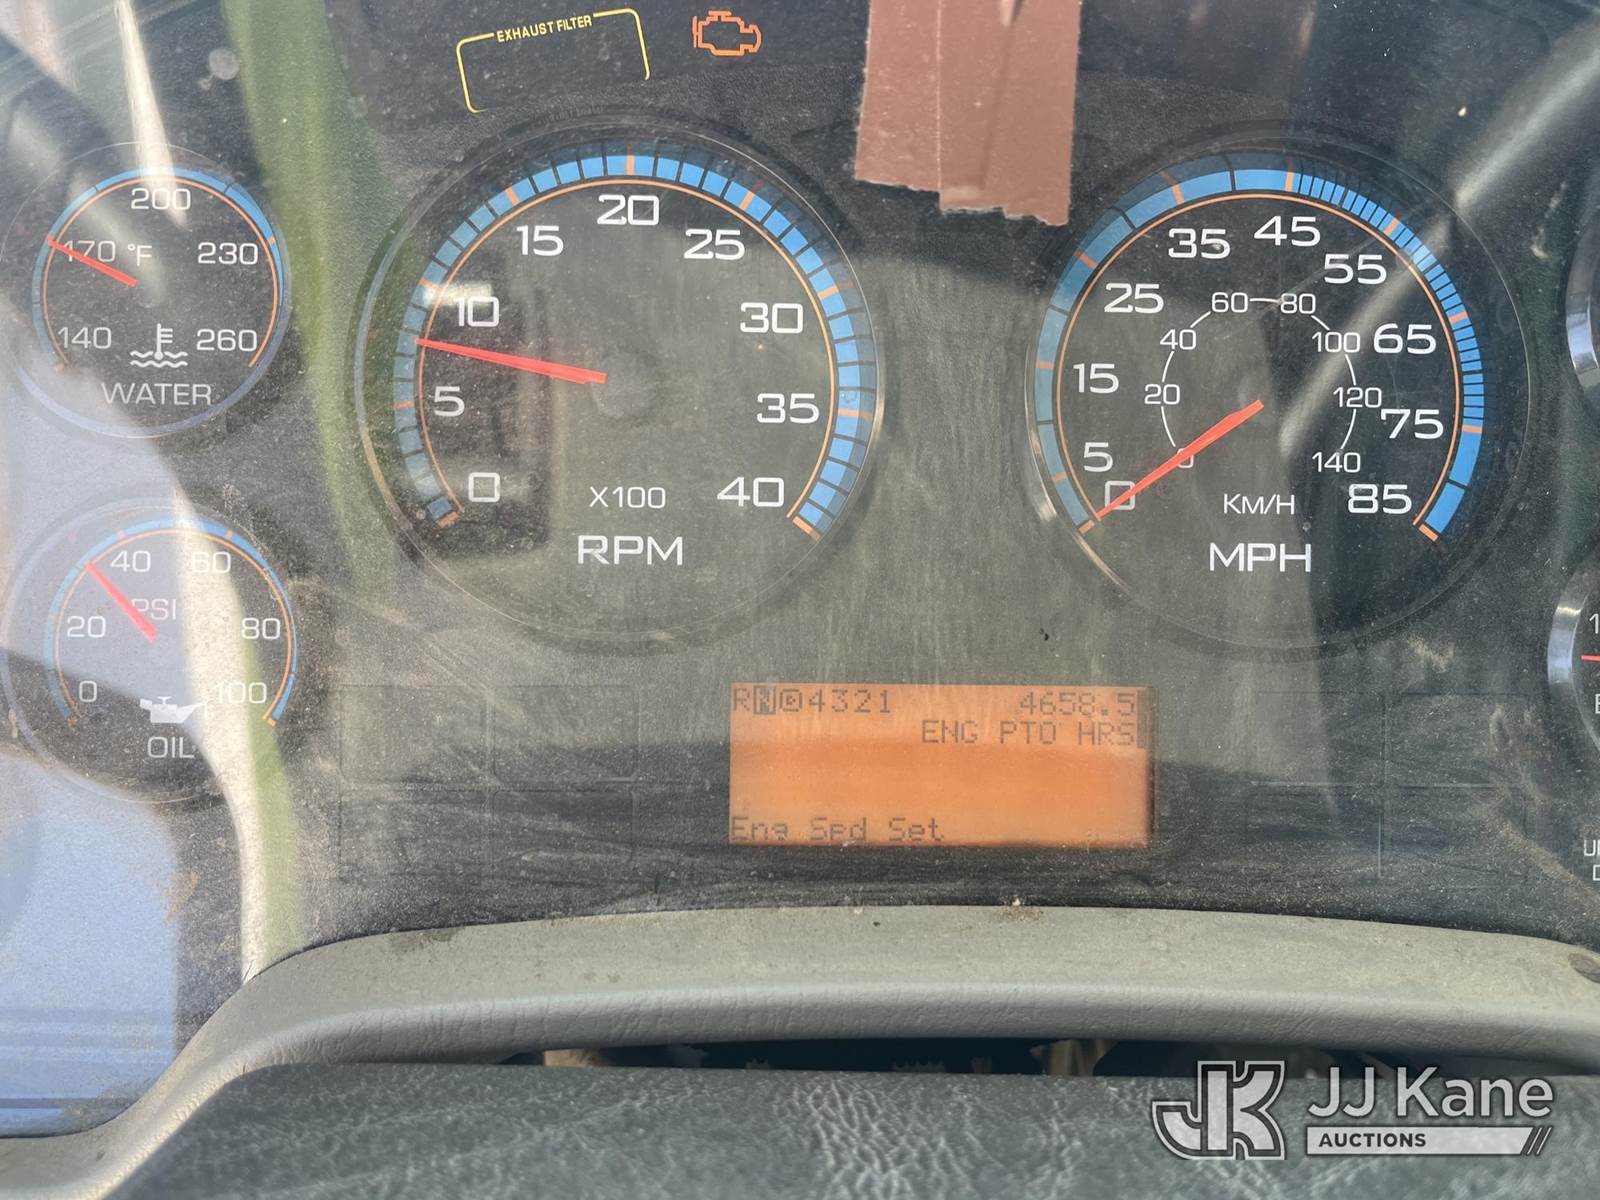 EXHAUST FILTER
200
170 °F 230
140 260
WATER
20
15 25
10 30
5 35
0 40
X100
RPM
35 45
25 55
15 65
5 75
0 85
60 80
40 100
20 120
0 140
KM/H
MPH
40 60
PSI
20 80
0 100
OIL
RND4321 4658.5
ENG PTO HRS
Eng Spd Set
JK JJ Kane
AUCTIONS